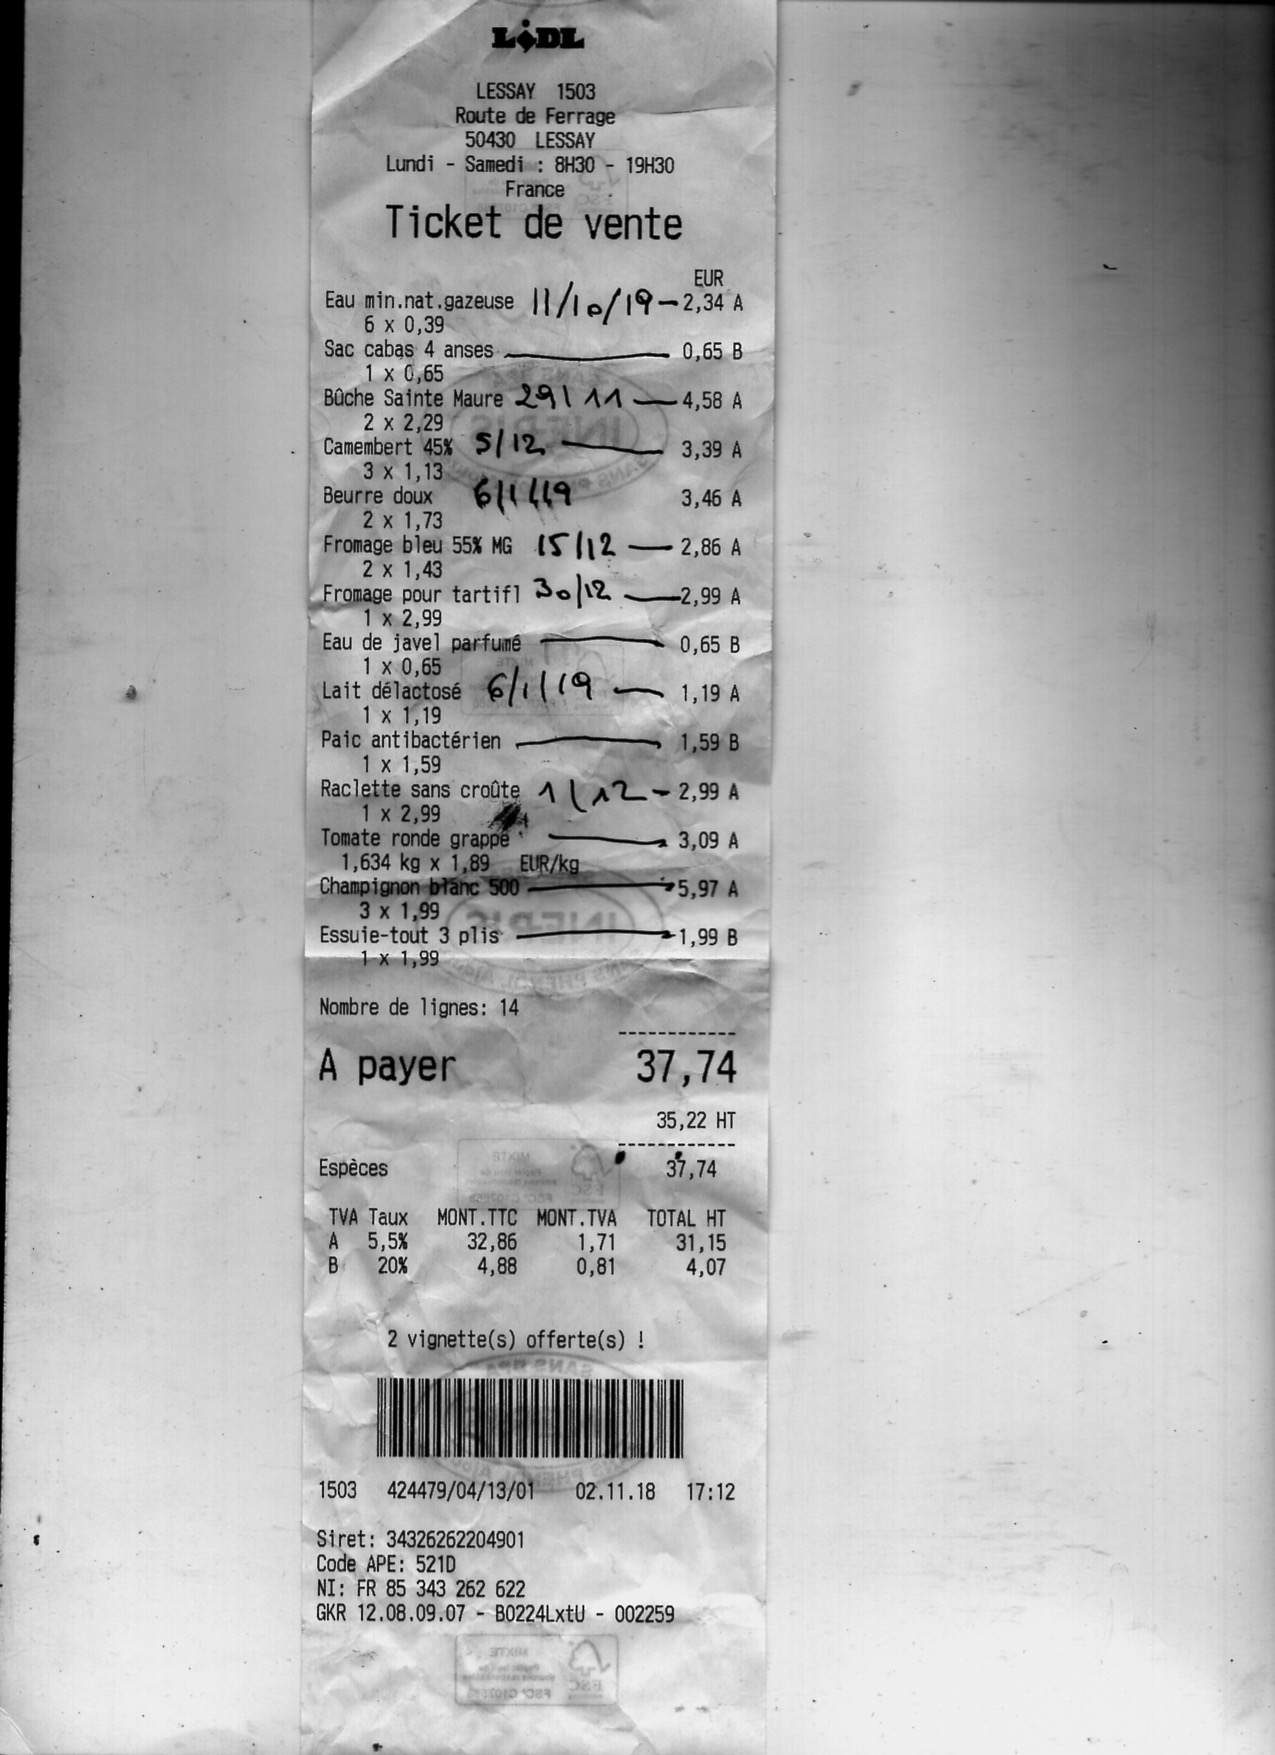 LiDL
LESSAY 1503
Route de Ferrage
50430 LESSAY
Lundi - Samedi : 8H30 - 19H30
France
Ticket de vente
EUR
Eau min.nat.gazeuse 11/10/19 2,34 A
6 x 0,39
Sac cabas 4 anses 0,65 B
1 x 0,65
Bûche Sainte Maure 29\11 4,58 A
2 x 2,29
Camembert 45% 5/12 3,39 A
3 x 1,13
Beurre doux 6/1/19 3,46 A
2 x 1,73
Fromage bleu 55% MG 15/12 2,86 A
2 x 1,43
Fromage pour tartifl 30/12 2,99 A
1 x 2,99
Eau de javel parfumé 0,65 B
1 x 0,65
Lait délactosé 6/1/19 1,19 A
1 x 1,19
Paic antibactérien 1,59 B
1 x 1,59
Raclette sans croûte 1\12 2,99 A
1 x 2,99
Tomate ronde grappe 3,09 A
1,634 kg x 1,89 EUR/kg
Champignon blanc 500 5,97 A
3 x 1,99
Essuie-tout 3 plis 1,99 B
1 x 1,99
Nombre de lignes: 14
A payer 37,74
35,22 HT
Espèces 37,74
TVA Taux MONT.TTC MONT.TVA TOTAL HT
A 5,5% 32,86 1,71 31,15
B 20% 4,88 0,81 4,07
2 vignette(s) offerte(s) !
1503 424479/04/13/01 02.11.18 17:12
Siret: 34326262204901
Code APE: 521D
NI: FR 85 343 262 622
GKR 12.08.09.07 - B0224LxtU - 002259